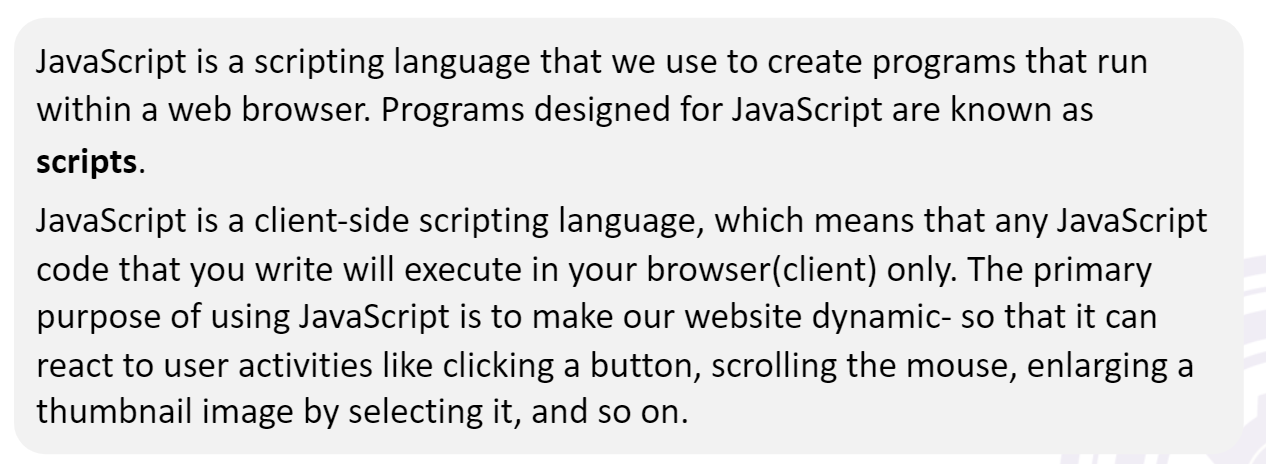 JavaScript is a scripting language that we use to create programs that run
within a web browser. Programs designed for JavaScript are known as
scripts.
JavaScript is a client-side scripting language, which means that any JavaScript
code that you write will execute in your browser(client) only. The primary
purpose of using JavaScript is to make our website dynamic- so that it can
react to user activities like clicking a button, scrolling the mouse, enlarging a
thumbnail image by selecting it, and so on.